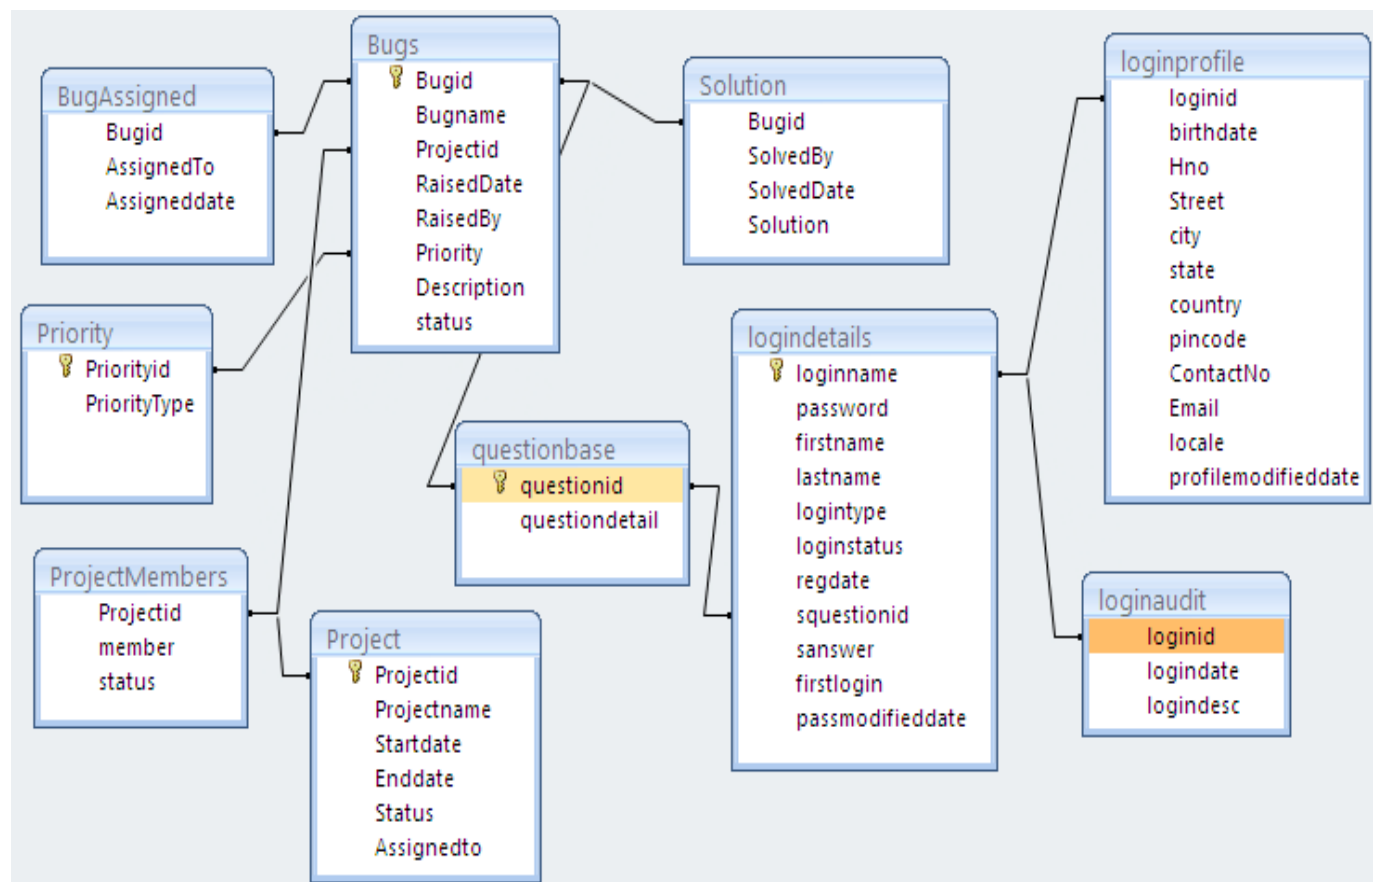 Bugs
Bugid
Bugname
Projectid
RaisedDate
RaisedBy
Priority
Description
status
BugAssigned
Bugid
AssignedTo
Assigneddate
Solution
Bugid
SolvedBy
SolvedDate
Solution
loginprofile
loginid
birthdate
Hno
Street
city
state
country
pincode
ContactNo
Email
locale
profilemodifieddate
Priority
Priorityid
PriorityType
logindetails
loginname
password
firstname
lastname
logintype
loginstatus
regdate
squestionid
sanswer
firstlogin
passmodifieddate
questionbase
questionid
questiondetail
ProjectMembers
Projectid
member
status
Project
Projectid
Projectname
Startdate
Enddate
Status
Assignedto
loginaudit
loginid
logindate
logindesc